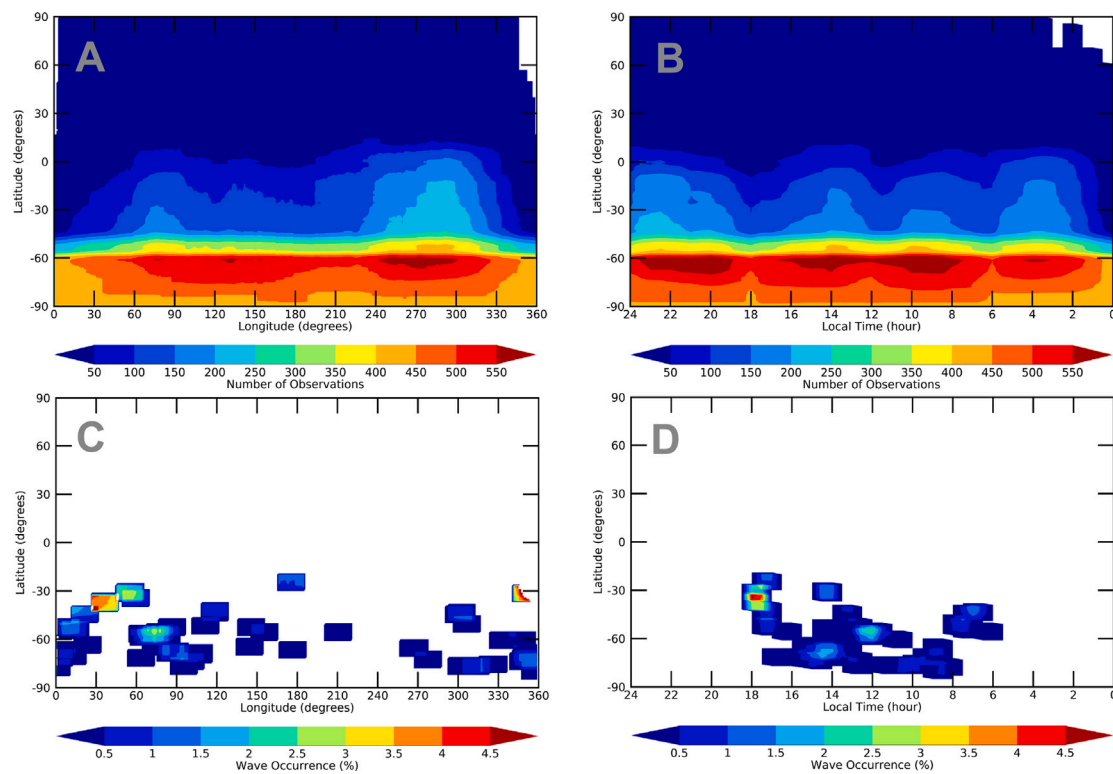 A
90
60
30
0
-30
-60
-90
Latitude (degrees)
0 30 60 90 120 150 180 210 240 270 300 330 360
Longitude (degrees)
50 100 150 200 250 300 350 400 450 500 550
Number of Observations
B
90
60
30
0
-30
-60
-90
Latitude (degrees)
24 22 20 18 16 14 12 10 8 6 4 2 0
Local Time (hour)
50 100 150 200 250 300 350 400 450 500 550
Number of Observations
C
90
60
30
0
-30
-60
-90
Latitude (degrees)
0 30 60 90 120 150 180 210 240 270 300 330 360
Longitude (degrees)
0.5 1 1.5 2 2.5 3 3.5 4 4.5
Wave Occurrence (%)
D
90
60
30
0
-30
-60
-90
Latitude (degrees)
24 22 20 18 16 14 12 10 8 6 4 2 0
Local Time (hour)
0.5 1 1.5 2 2.5 3 3.5 4 4.5
Wave Occurrence (%)